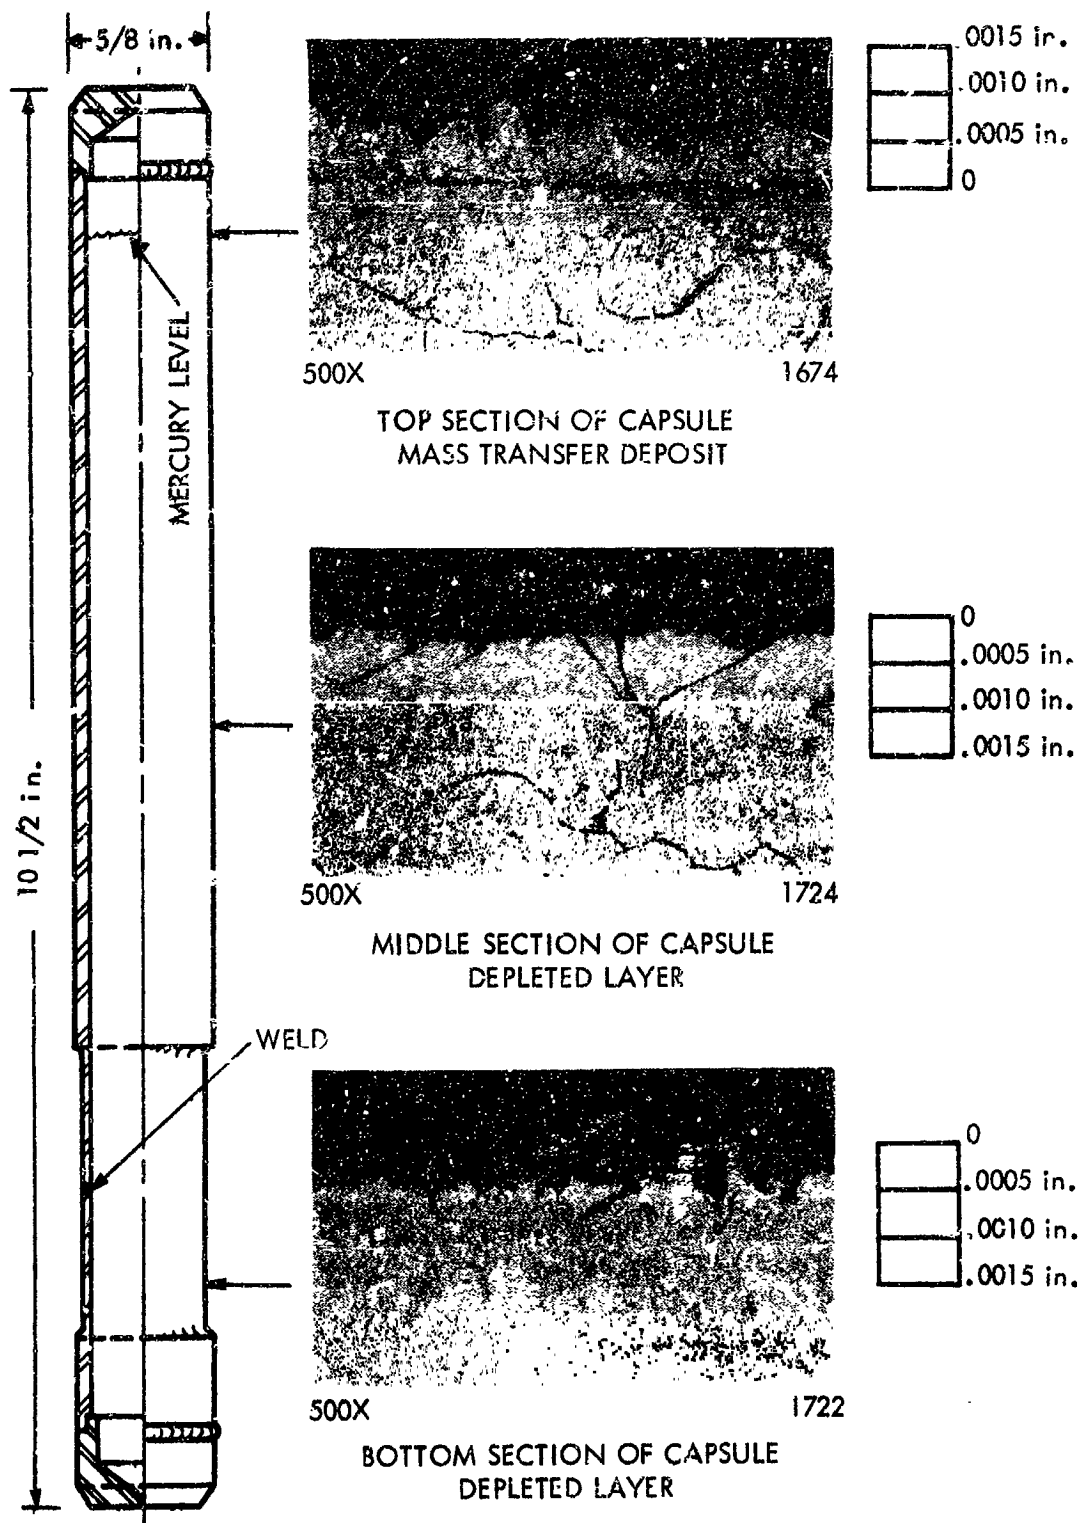 5/8 in.
.0015 in.
.0010 in.
.0005 in.
0
MERCURY LEVEL
500X 1674
TOP SECTION OF CAPSULE
MASS TRANSFER DEPOSIT
0
.0005 in.
.0010 in.
.0015 in.
10 1/2 in.
500X 1724
MIDDLE SECTION OF CAPSULE
DEPLETED LAYER
WELD
0
.0005 in.
.0010 in.
.0015 in.
500X 1722
BOTTOM SECTION OF CAPSULE
DEPLETED LAYER